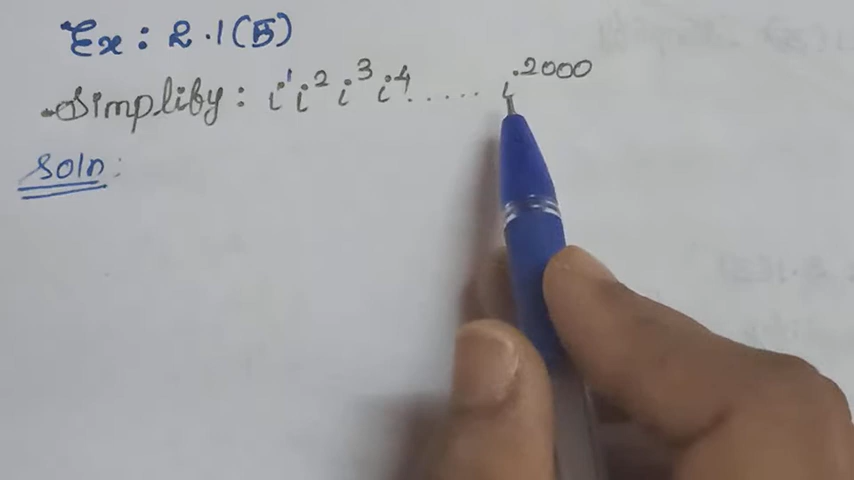 Ex: 2.1(5)
Simplify: i¹ i² i³ i⁴ ..... i²⁰⁰⁰
Soln: